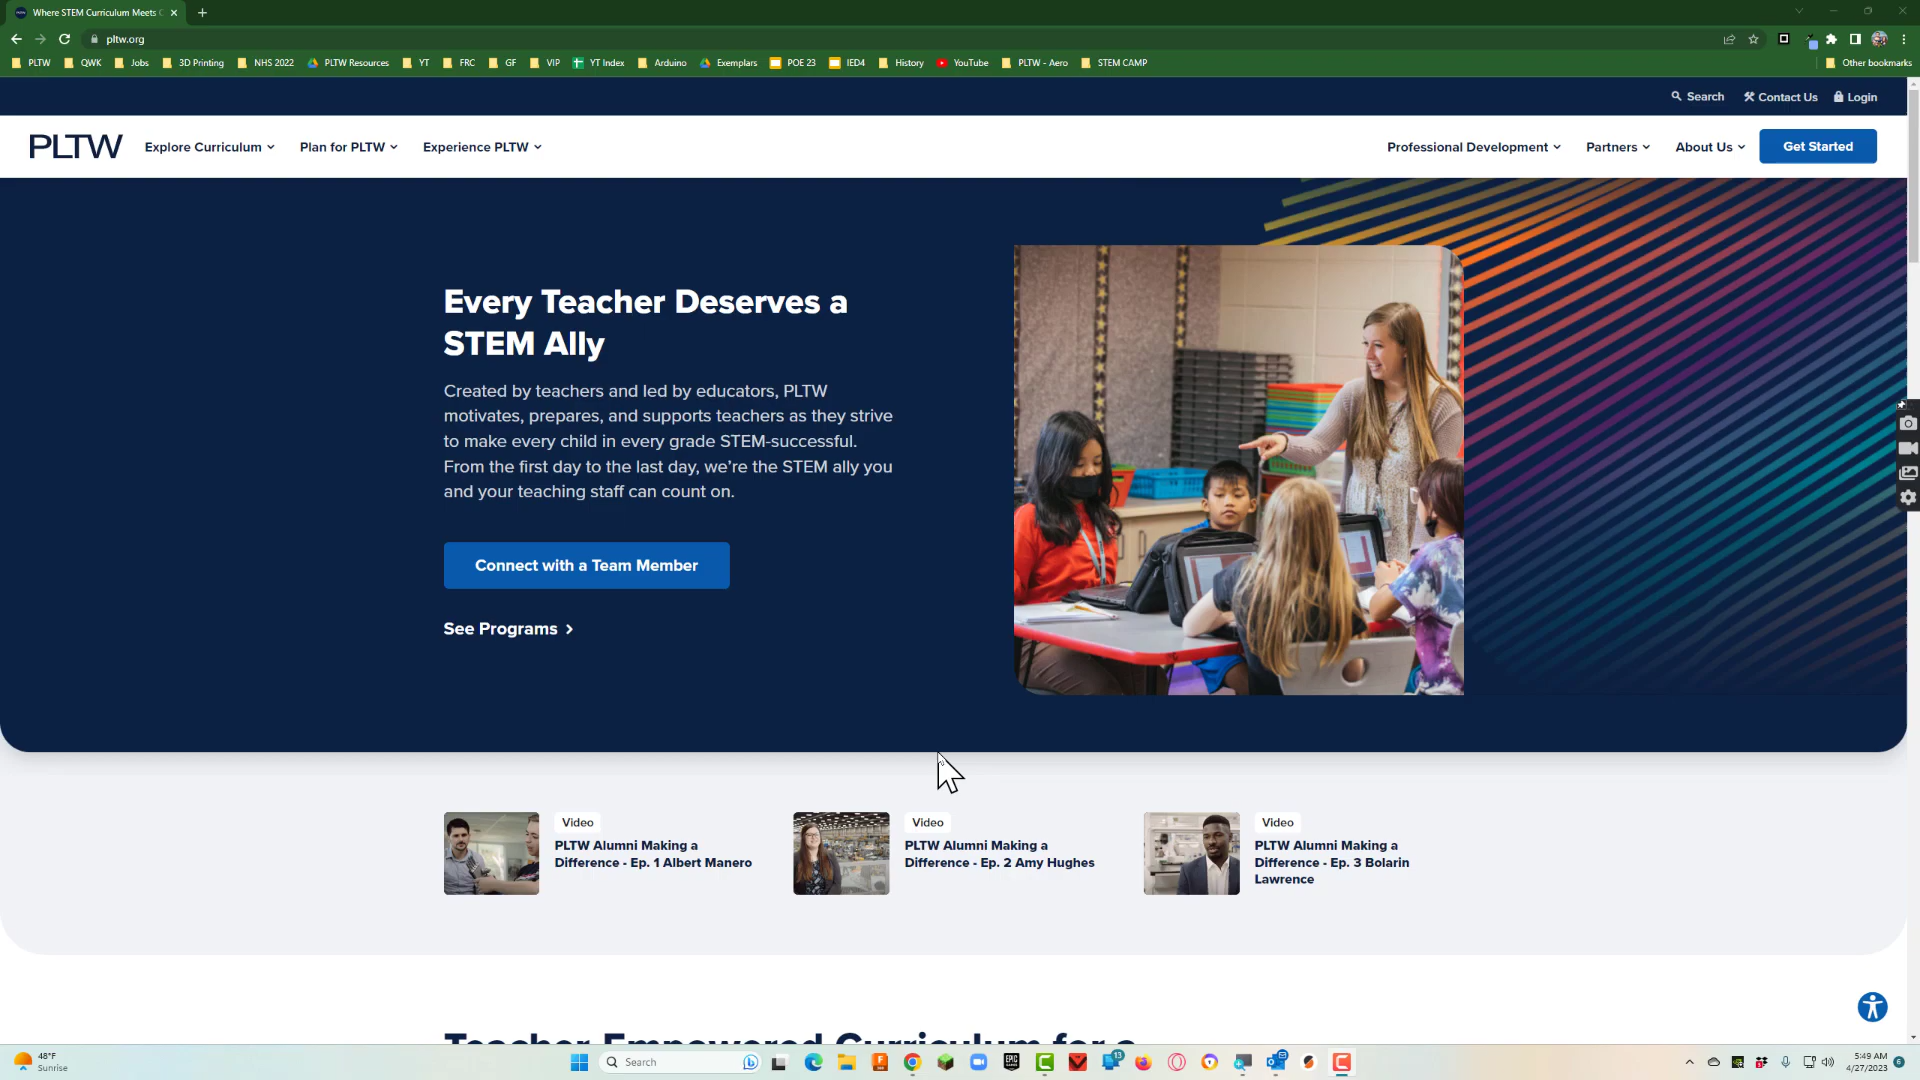 Where STEM Curriculum Meets C
pltw.org
PLTW
QWK
Jobs
3D Printing
NHS 2022
PLTW Resources
YT
FRC
GF
VIP
YT Index
Arduino
Exemplars
POE 23
IED4
History
YouTube
PLTW - Aero
STEM CAMP
Other bookmarks
Search
Contact Us
Login
PLTW
Explore Curriculum
Plan for PLTW
Experience PLTW
Professional Development
Partners
About Us
Get Started
Every Teacher Deserves a
STEM Ally
Created by teachers and led by educators, PLTW
motivates, prepares, and supports teachers as they strive
to make every child in every grade STEM-successful.
From the first day to the last day, we're the STEM ally you
and your teaching staff can count on.
Connect with a Team Member
See Programs
Video
PLTW Alumni Making a
Difference - Ep. 1 Albert Manero
Video
PLTW Alumni Making a
Difference - Ep. 2 Amy Hughes
Video
PLTW Alumni Making a
Difference - Ep. 3 Bolarin
Lawrence
Teacher-Empowered Curriculum for a
48°F
Sunrise
Search
EPIC
13
5:49 AM
4/27/2023
6